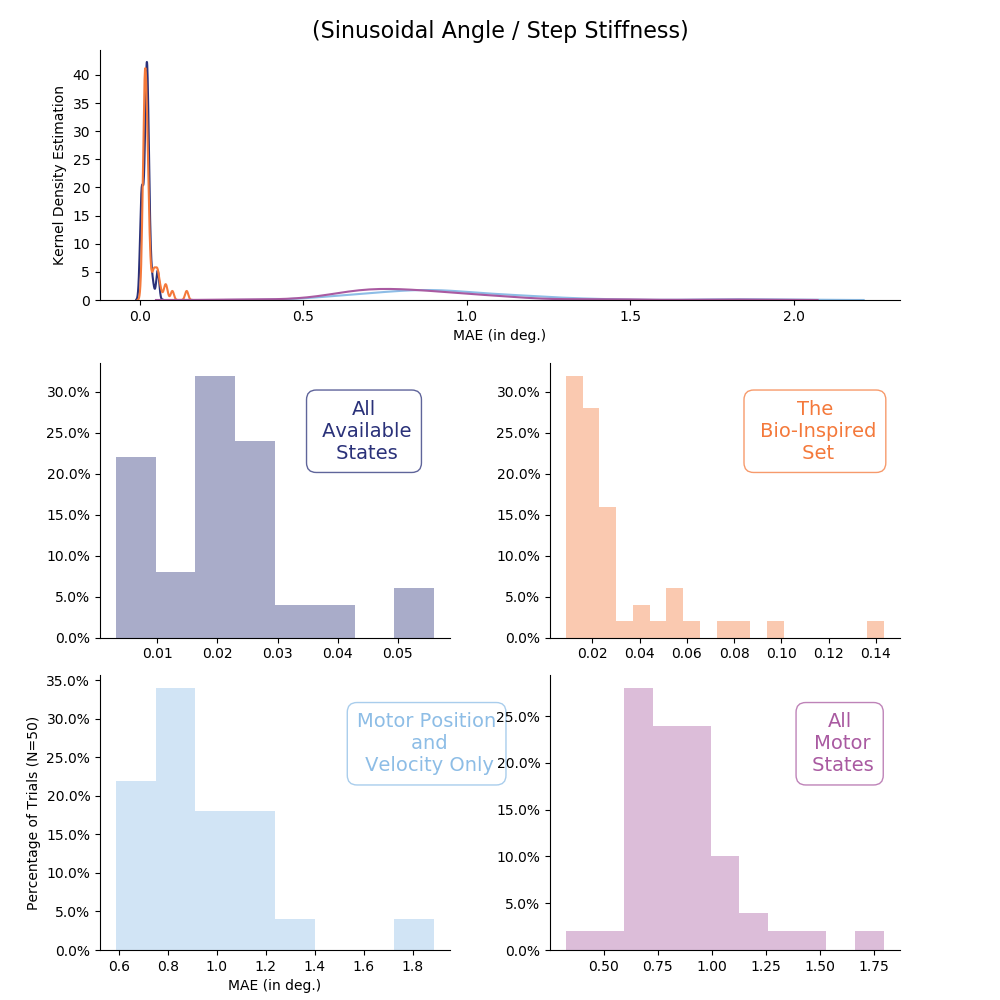 (Sinusoidal Angle / Step Stiffness)
Kernel Density Estimation
40
35
30
25
20
15
10
5
0
0.0 0.5 1.0 1.5 2.0
MAE (in deg.)
30.0%
25.0%
20.0%
15.0%
10.0%
5.0%
0.0%
All
Available
States
0.01 0.02 0.03 0.04 0.05
30.0%
25.0%
20.0%
15.0%
10.0%
5.0%
0.0%
The
Bio-Inspired
Set
0.02 0.04 0.06 0.08 0.10 0.12 0.14
Percentage of Trials (N=50)
35.0%
30.0%
25.0%
20.0%
15.0%
10.0%
5.0%
0.0%
Motor Position
and
Velocity Only
0.6 0.8 1.0 1.2 1.4 1.6 1.8
MAE (in deg.)
25.0%
20.0%
15.0%
10.0%
5.0%
0.0%
All
Motor
States
0.50 0.75 1.00 1.25 1.50 1.75